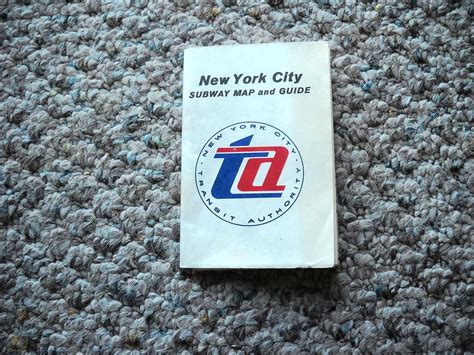 New York City
SUBWAY MAP and GUIDE
NEW YORK CITY
ta
TRANSIT AUTHORITY